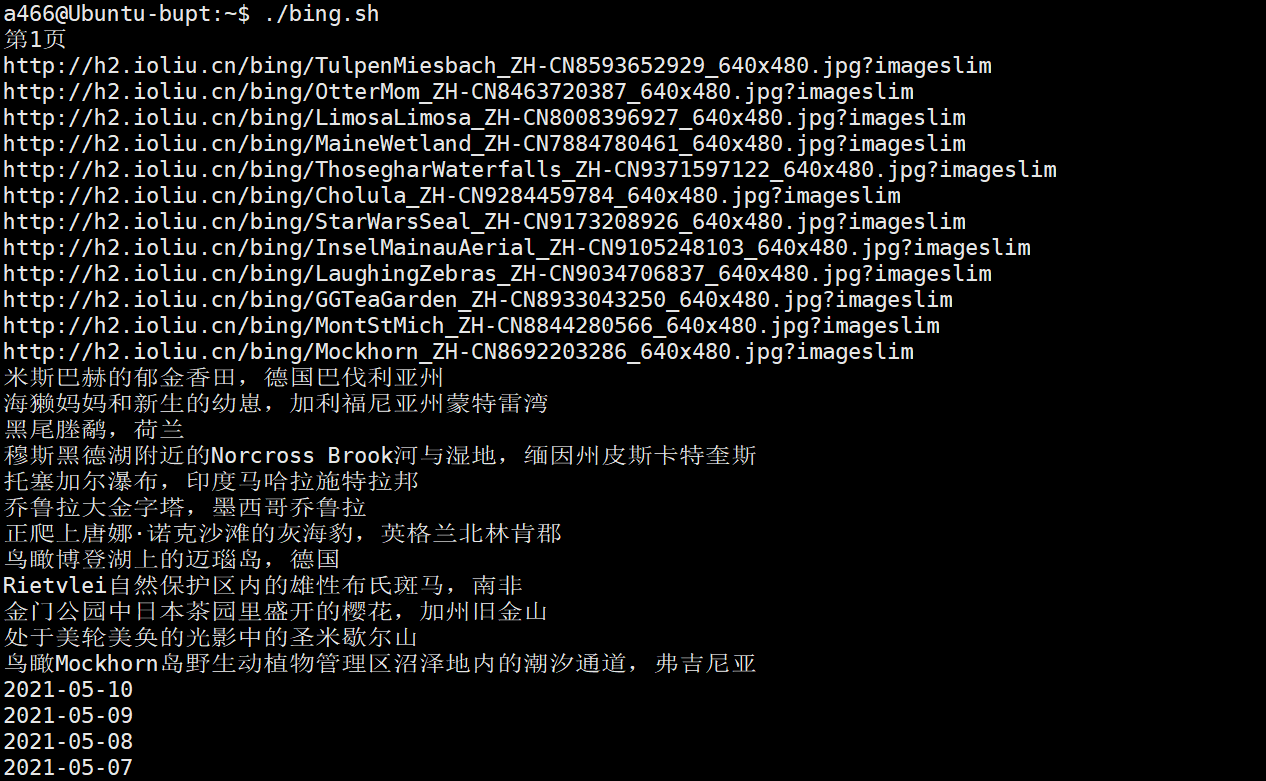 a466@Ubuntu-bupt:~$ ./bing.sh
第1页
http://h2.ioliu.cn/bing/TulpenMiesbach_ZH-CN8593652929_640x480.jpg?imageslim
http://h2.ioliu.cn/bing/OtterMom_ZH-CN8463720387_640x480.jpg?imageslim
http://h2.ioliu.cn/bing/LimosaLimosa_ZH-CN8008396927_640x480.jpg?imageslim
http://h2.ioliu.cn/bing/MaineWetland_ZH-CN7884780461_640x480.jpg?imageslim
http://h2.ioliu.cn/bing/ThosegharWaterfalls_ZH-CN9371597122_640x480.jpg?imageslim
http://h2.ioliu.cn/bing/Cholula_ZH-CN9284459784_640x480.jpg?imageslim
http://h2.ioliu.cn/bing/StarWarsSeal_ZH-CN9173208926_640x480.jpg?imageslim
http://h2.ioliu.cn/bing/InselMainauAerial_ZH-CN9105248103_640x480.jpg?imageslim
http://h2.ioliu.cn/bing/LaughingZebras_ZH-CN9034706837_640x480.jpg?imageslim
http://h2.ioliu.cn/bing/GGTeaGarden_ZH-CN8933043250_640x480.jpg?imageslim
http://h2.ioliu.cn/bing/MontStMich_ZH-CN8844280566_640x480.jpg?imageslim
http://h2.ioliu.cn/bing/Mockhorn_ZH-CN8692203286_640x480.jpg?imageslim
米斯巴赫的郁金香田，德国巴伐利亚州
海獭妈妈和新生的幼崽，加利福尼亚州蒙特雷湾
黑尾塍鹬，荷兰
穆斯黑德湖附近的Norcross Brook河与湿地，缅因州皮斯卡特奎斯
托塞加尔瀑布，印度马哈拉施特拉邦
乔鲁拉大金字塔，墨西哥乔鲁拉
正爬上唐娜·诺克沙滩的灰海豹，英格兰北林肯郡
鸟瞰博登湖上的迈瑙岛，德国
Rietvlei自然保护区内的雄性布氏斑马，南非
金门公园中日本茶园里盛开的樱花，加州旧金山
处于美轮美奂的光影中的圣米歇尔山
鸟瞰Mockhorn岛野生动植物管理区沼泽地内的潮汐通道，弗吉尼亚
2021-05-10
2021-05-09
2021-05-08
2021-05-07